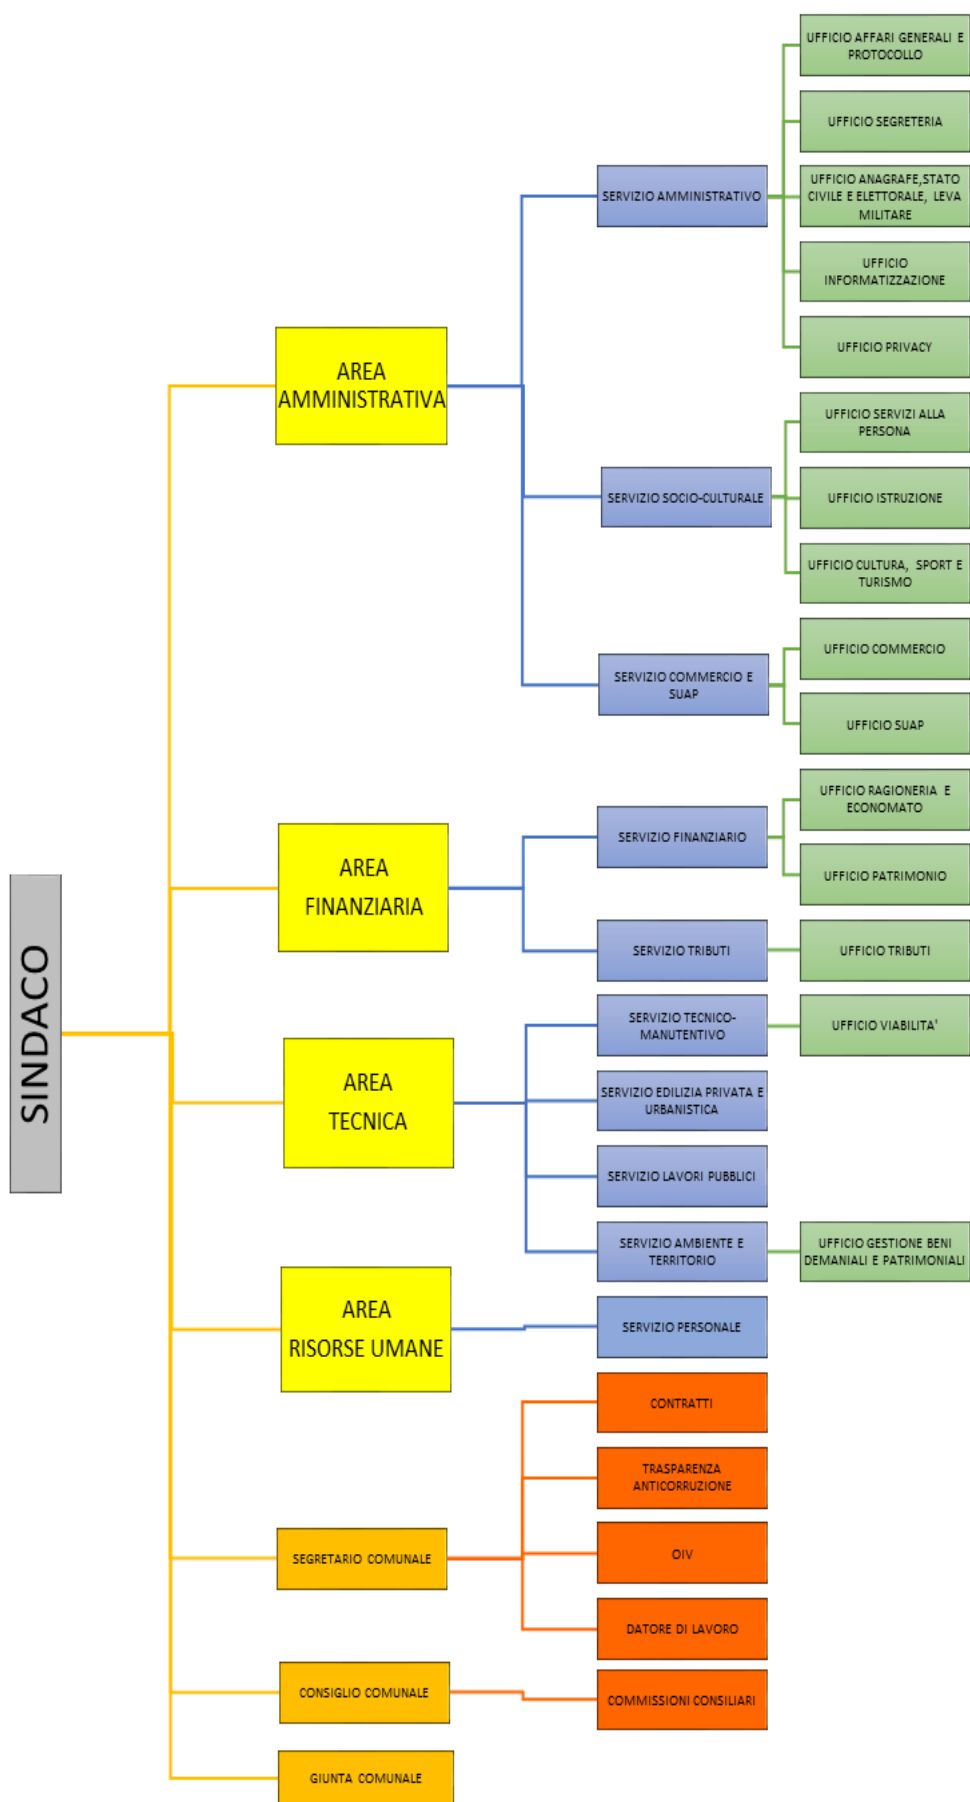 SINDACO
AREA
AMMINISTRATIVA
SERVIZIO AMMINISTRATIVO
UFFICIO AFFARI GENERALI E
PROTOCOLLO
UFFICIO SEGRETERIA
UFFICIO ANAGRAFE,STATO
CIVILE E ELETTORALE, LEVA
MILITARE
UFFICIO
INFORMATIZZAZIONE
UFFICIO PRIVACY
SERVIZIO SOCIO-CULTURALE
UFFICIO SERVIZI ALLA
PERSONA
UFFICIO ISTRUZIONE
UFFICIO CULTURA, SPORT E
TURISMO
SERVIZIO COMMERCIO E
SUAP
UFFICIO COMMERCIO
UFFICIO SUAP
AREA
FINANZIARIA
SERVIZIO FINANZIARIO
UFFICIO RAGIONERIA E
ECONOMATO
UFFICIO PATRIMONIO
SERVIZIO TRIBUTI
UFFICIO TRIBUTI
AREA
TECNICA
SERVIZIO TECNICO-
MANUTENTIVO
UFFICIO VIABILITA'
SERVIZIO EDILIZIA PRIVATA E
URBANISTICA
SERVIZIO LAVORI PUBBLICI
SERVIZIO AMBIENTE E
TERRITORIO
UFFICIO GESTIONE BENI
DEMANIALI E PATRIMONIALI
AREA
RISORSE UMANE
SERVIZIO PERSONALE
SEGRETARIO COMUNALE
CONTRATTI
TRASPARENZA
ANTICORRUZIONE
OIV
DATORE DI LAVORO
CONSIGLIO COMUNALE
COMMISSIONI CONSILIARI
GIUNTA COMUNALE